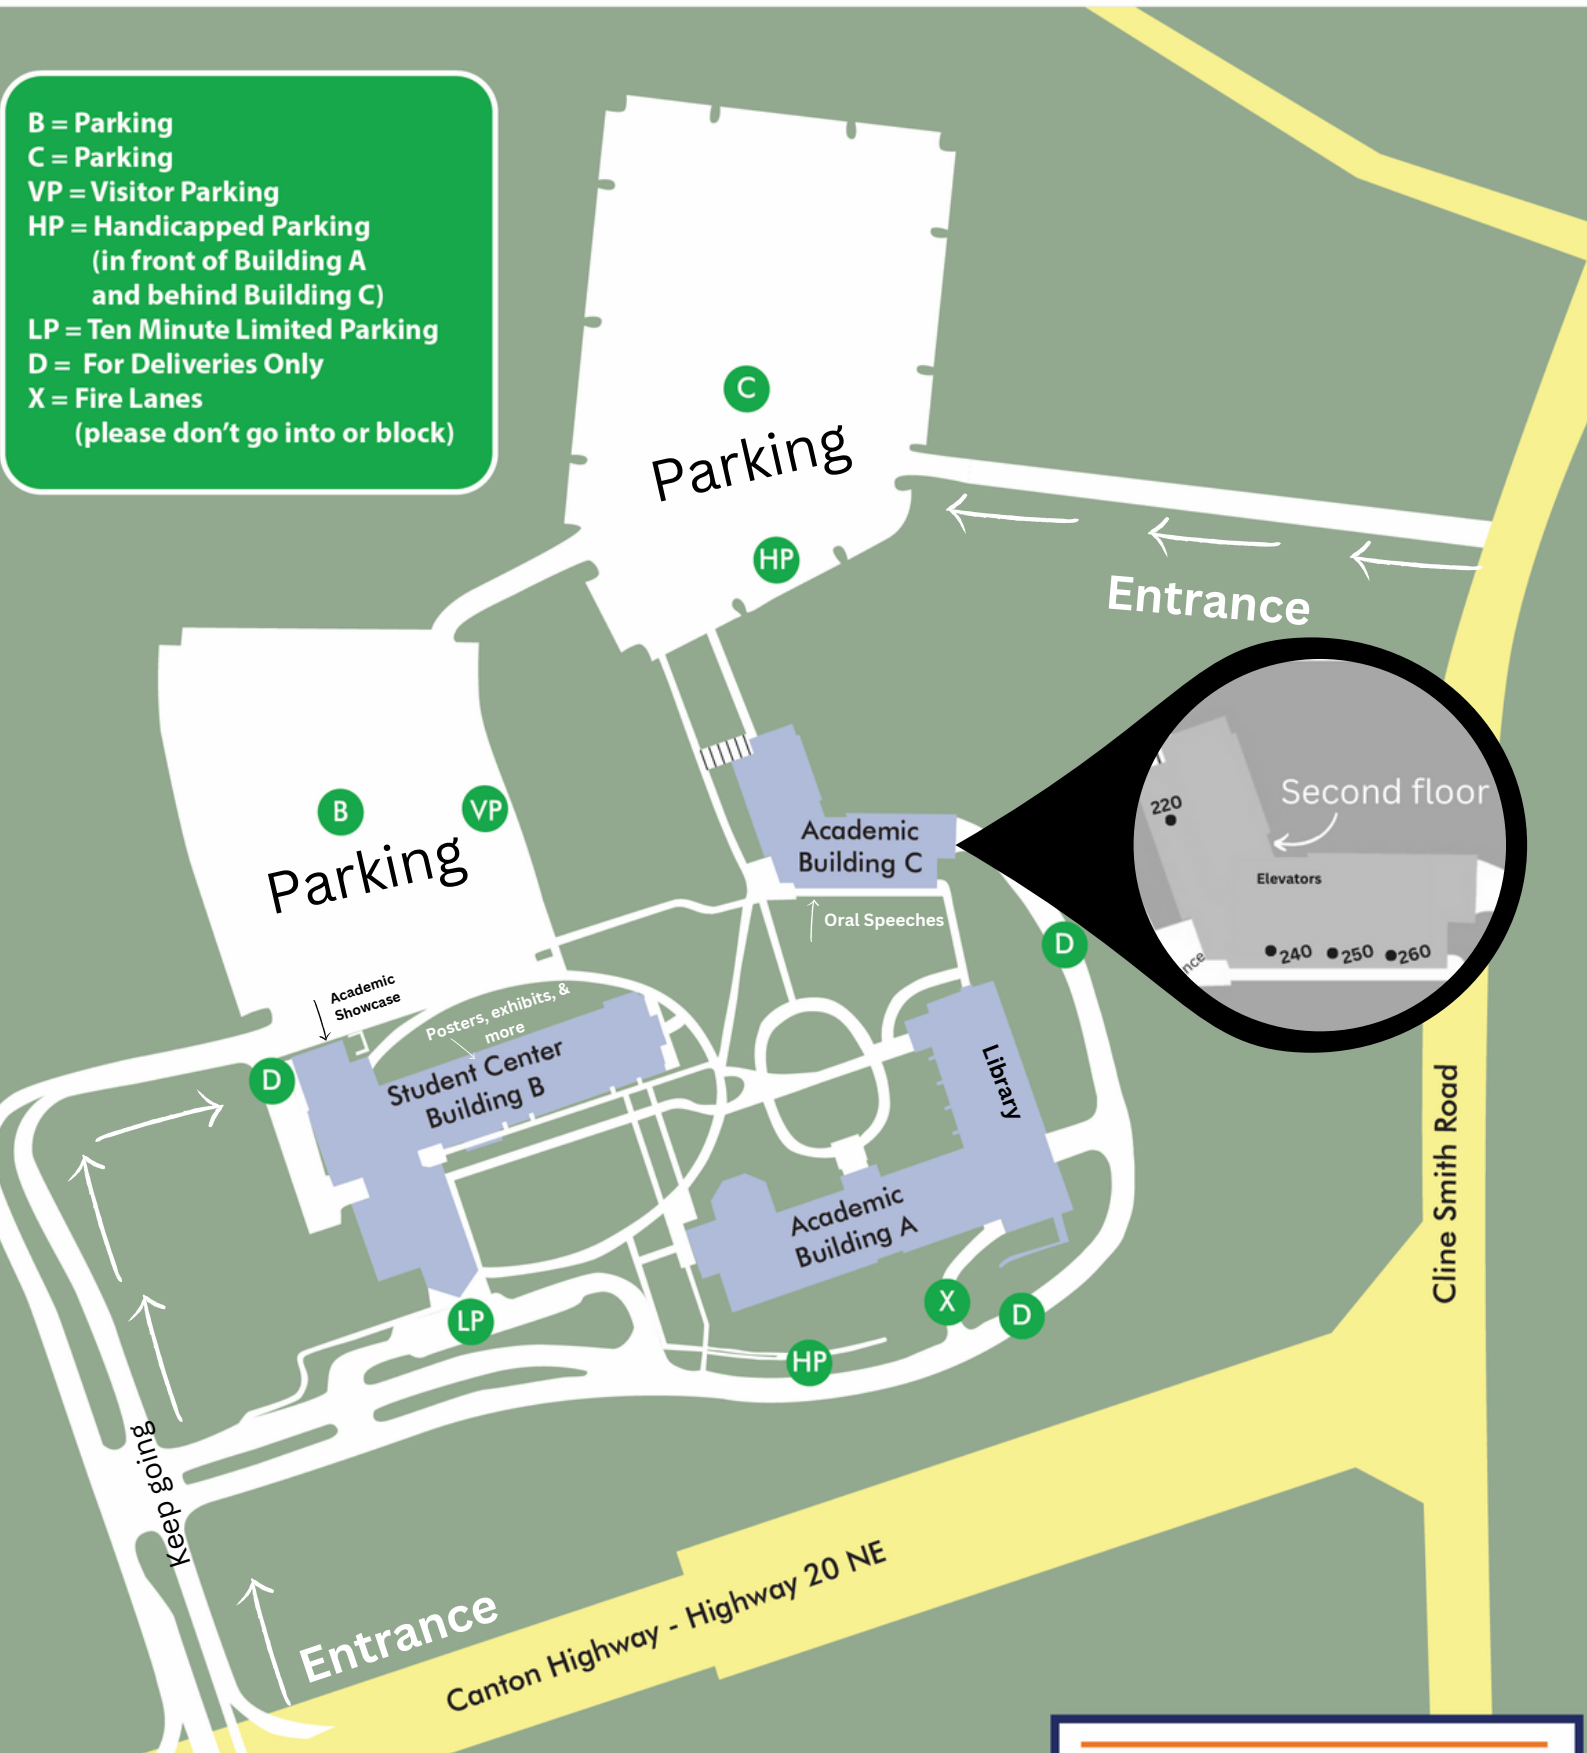 B = Parking
C = Parking
VP = Visitor Parking
HP = Handicapped Parking
(in front of Building A
and behind Building C)
LP = Ten Minute Limited Parking
D = For Deliveries Only
X = Fire Lanes
(please don't go into or block)
C
Parking
HP
Entrance
B
VP
Parking
Academic
Building C
Oral Speeches
D
220
Second floor
Elevators
240
250
260
nce
Academic
Showcase
Posters, exhibits, &
more
D
Student Center
Building B
Library
Academic
Building A
Cline Smith Road
LP
X
D
HP
Keep going
Entrance
Canton Highway - Highway 20 NE